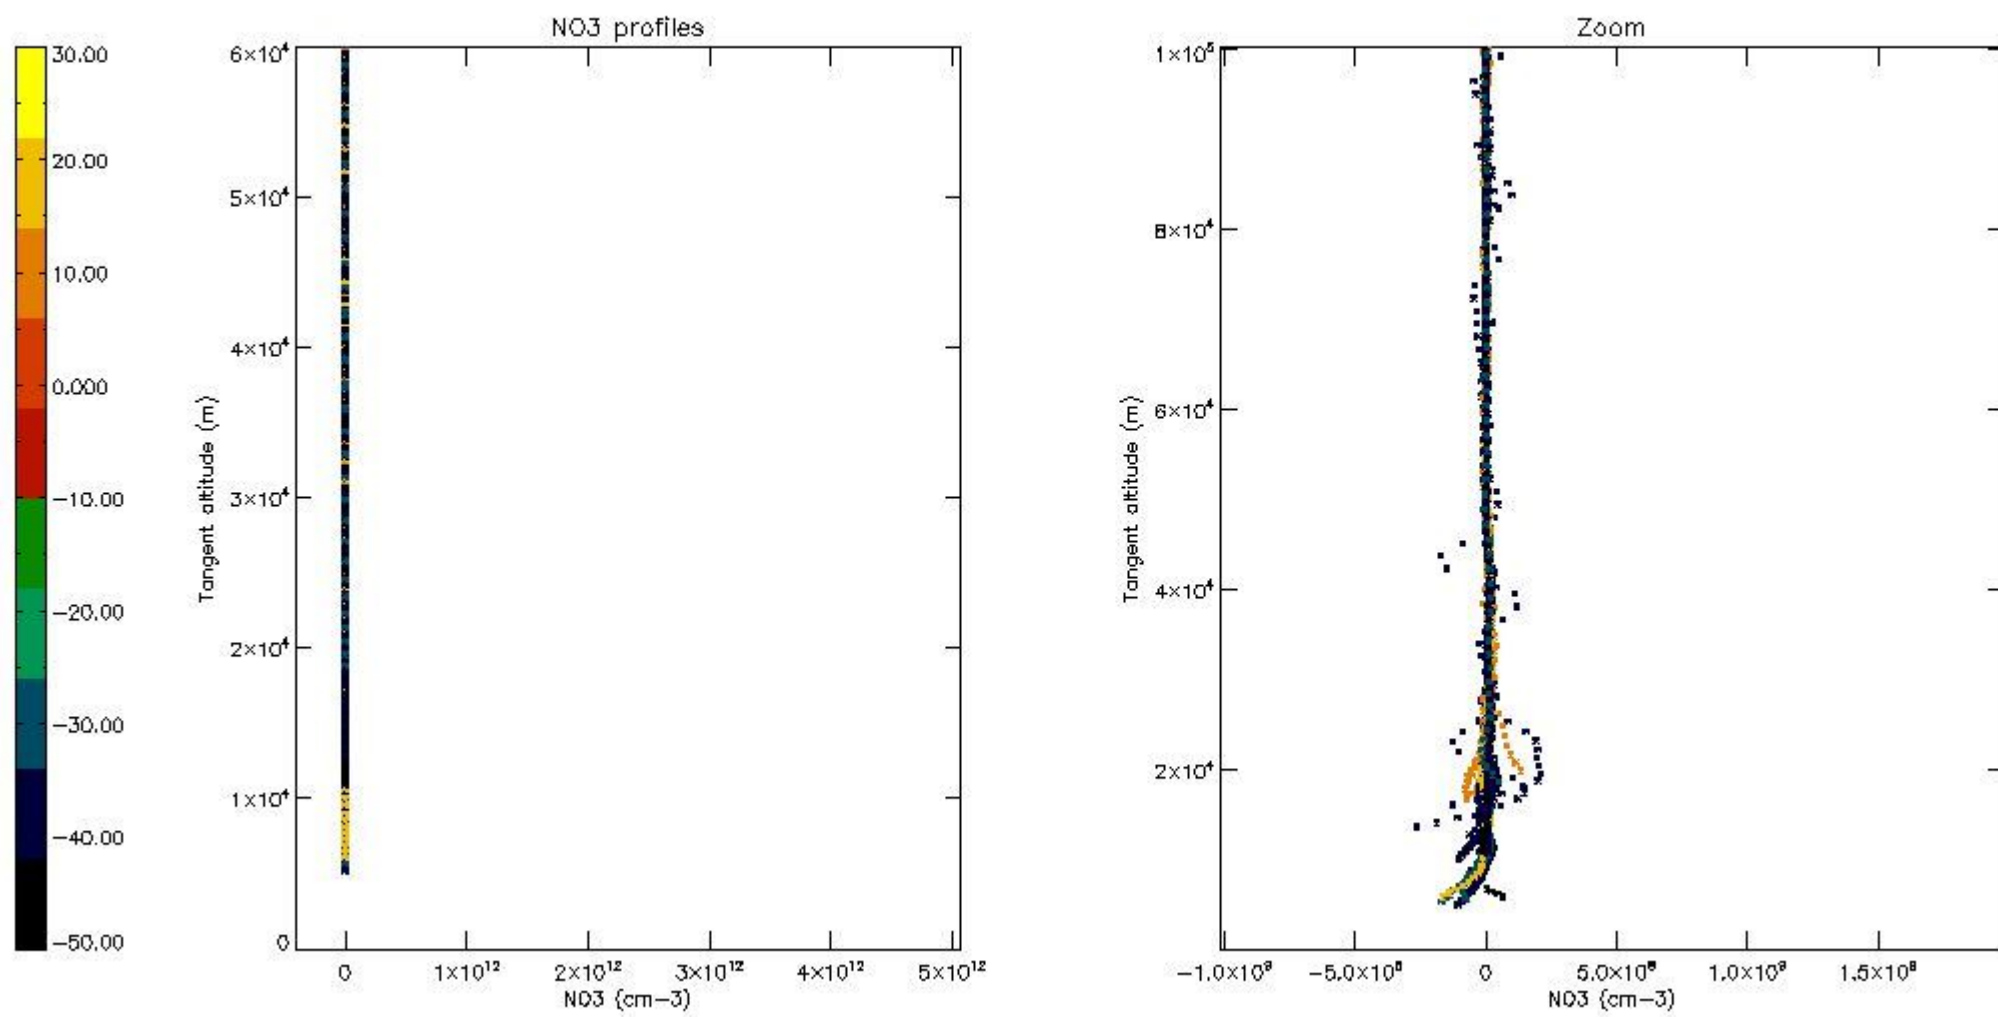 NO3 profiles
Zoom
30.00
20.00
10.00
0.000
−10.00
−20.00
−30.00
−40.00
−50.00
Tangent altitude (m)
6×10⁴
5×10⁴
4×10⁴
3×10⁴
2×10⁴
1×10⁴
0
0 1×10¹² 2×10¹² 3×10¹² 4×10¹² 5×10¹²
NO3 (cm−3)
Tangent altitude (m)
1×10⁵
8×10⁴
6×10⁴
4×10⁴
2×10⁴
−1.0×10⁹ −5.0×10⁸ 0 5.0×10⁸ 1.0×10⁹ 1.5×10⁹
NO3 (cm−3)